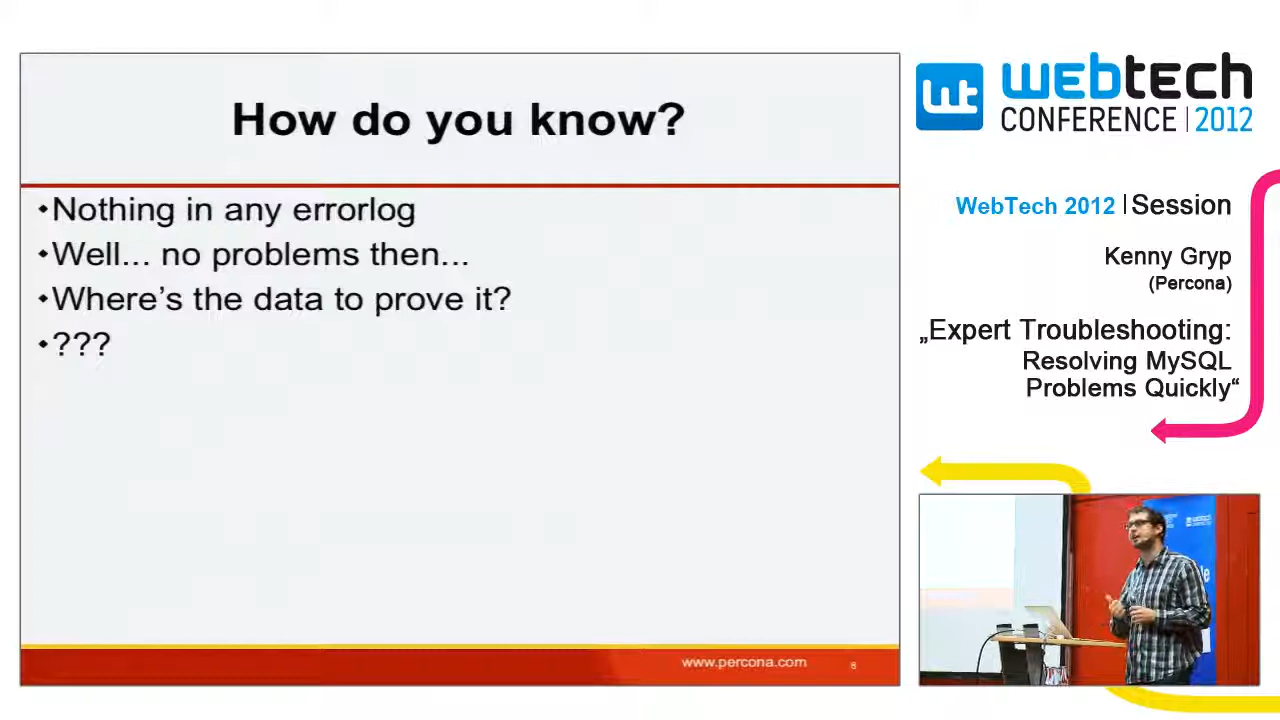 How do you know?
•Nothing in any errorlog
•Well... no problems then...
•Where's the data to prove it?
•???
www.percona.com
8
wt
webtech
CONFERENCE | 2012
WebTech 2012 | Session
Kenny Gryp
(Percona)
„Expert Troubleshooting:
Resolving MySQL
Problems Quickly“